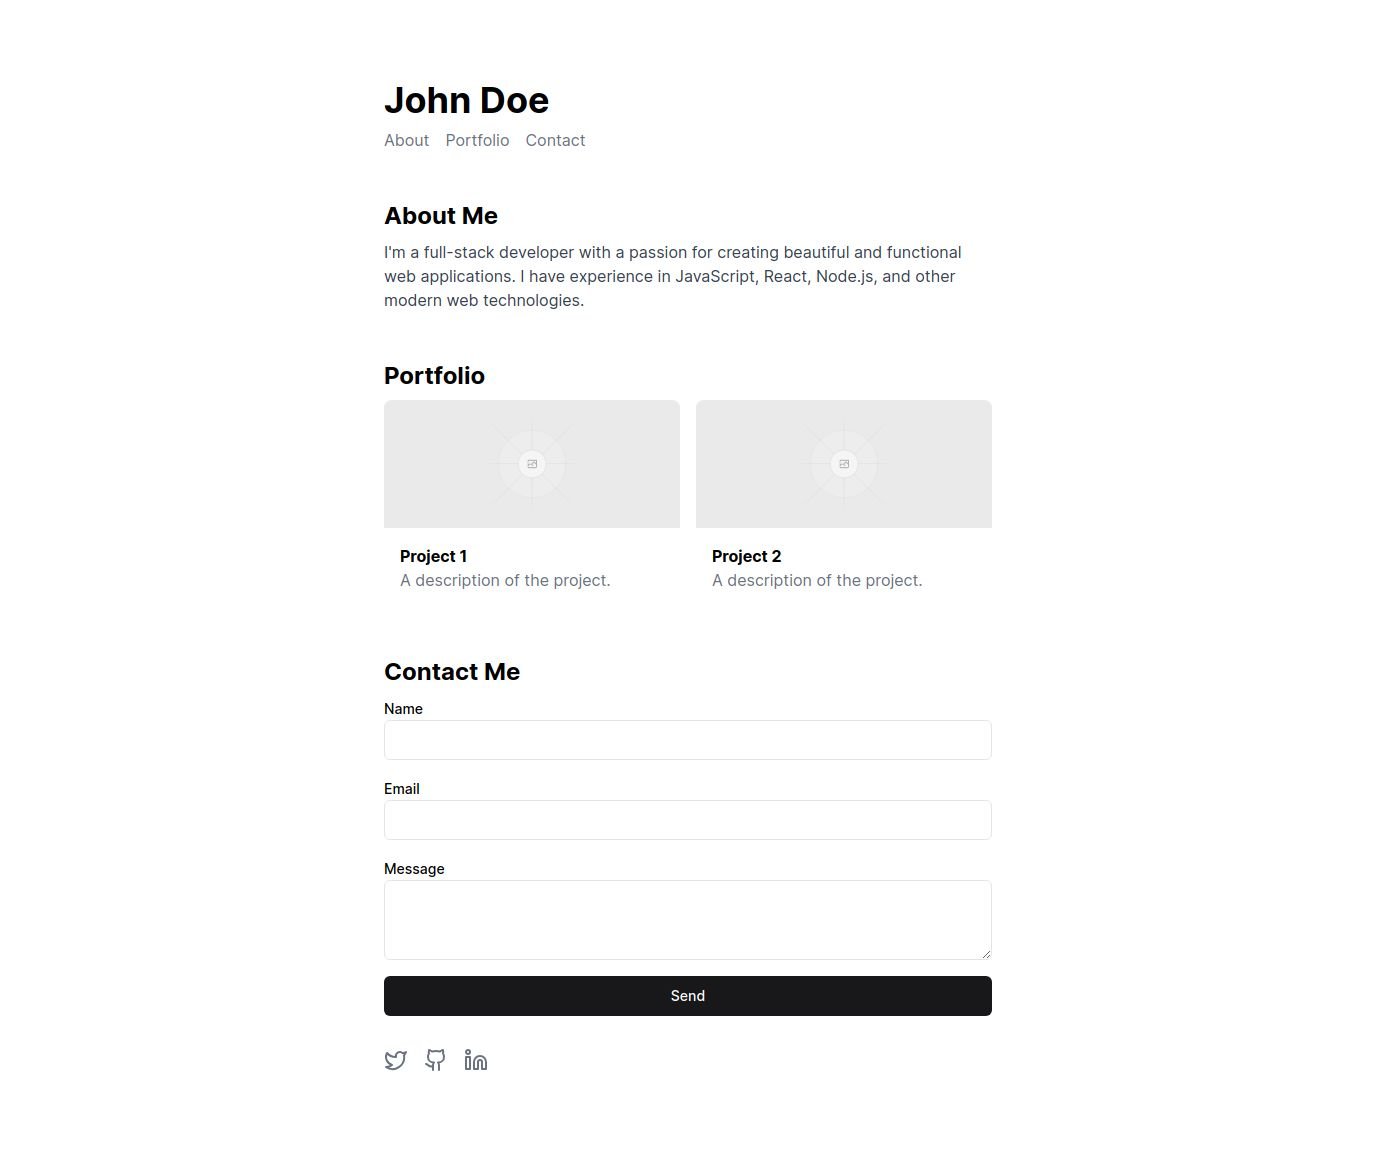 John Doe
About Portfolio Contact
About Me
I'm a full-stack developer with a passion for creating beautiful and functional
web applications. I have experience in JavaScript, React, Node.js, and other
modern web technologies.
Portfolio
Project 1
A description of the project.
Project 2
A description of the project.
Contact Me
Name
Email
Message
Send